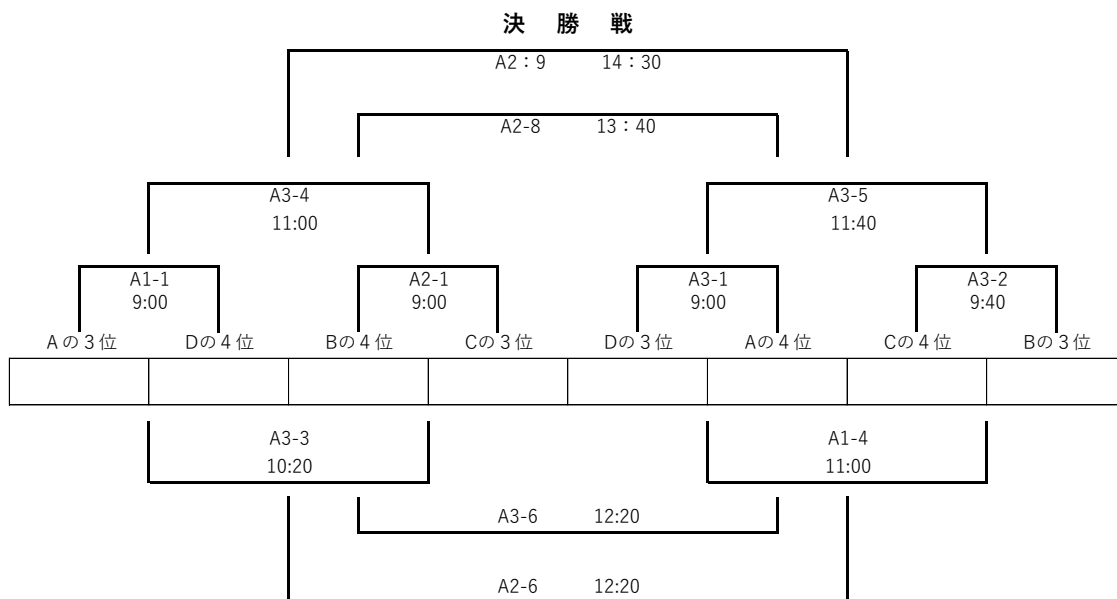 決　勝　戦
A2：9　14：30
A2-8　13：40
A3-4　A3-5
11:00　11:40
A1-1　A2-1　A3-1　A3-2
9:00　9:00　9:00　9:40
Aの３位　Dの４位　Bの４位　Cの３位　Dの３位　Aの４位　Cの４位　Bの３位
A3-3　A1-4
10:20　11:00
A3-6　12:20
A2-6　12:20